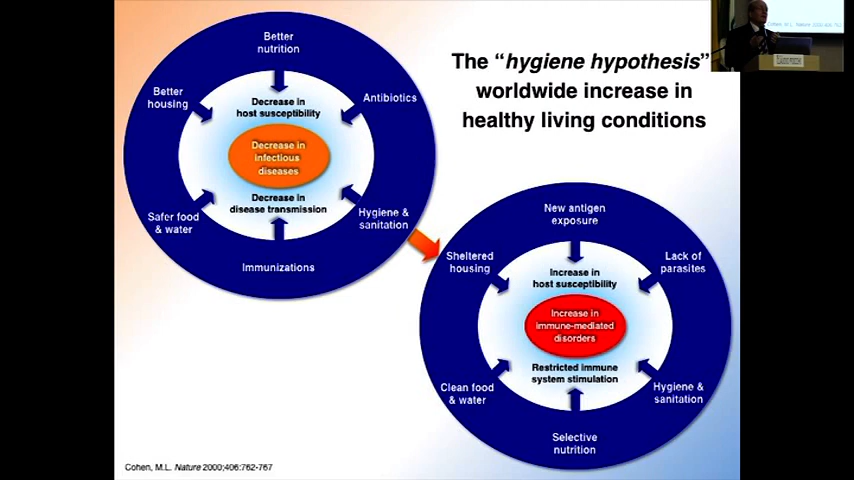 The "hygiene hypothesis"
worldwide increase in
healthy living conditions
Better
nutrition
Better
housing
Antibiotics
Decrease in
host susceptibility
Decrease in
infectious
diseases
Decrease in
disease transmission
Safer food
& water
Hygiene &
sanitation
Immunizations
New antigen
exposure
Sheltered
housing
Lack of
parasites
Increase in
host susceptibility
Increase in
immune-mediated
disorders
Restricted immune
system stimulation
Clean food
& water
Hygiene &
sanitation
Selective
nutrition
Cohen, M.L. Nature 2000;406:762-767